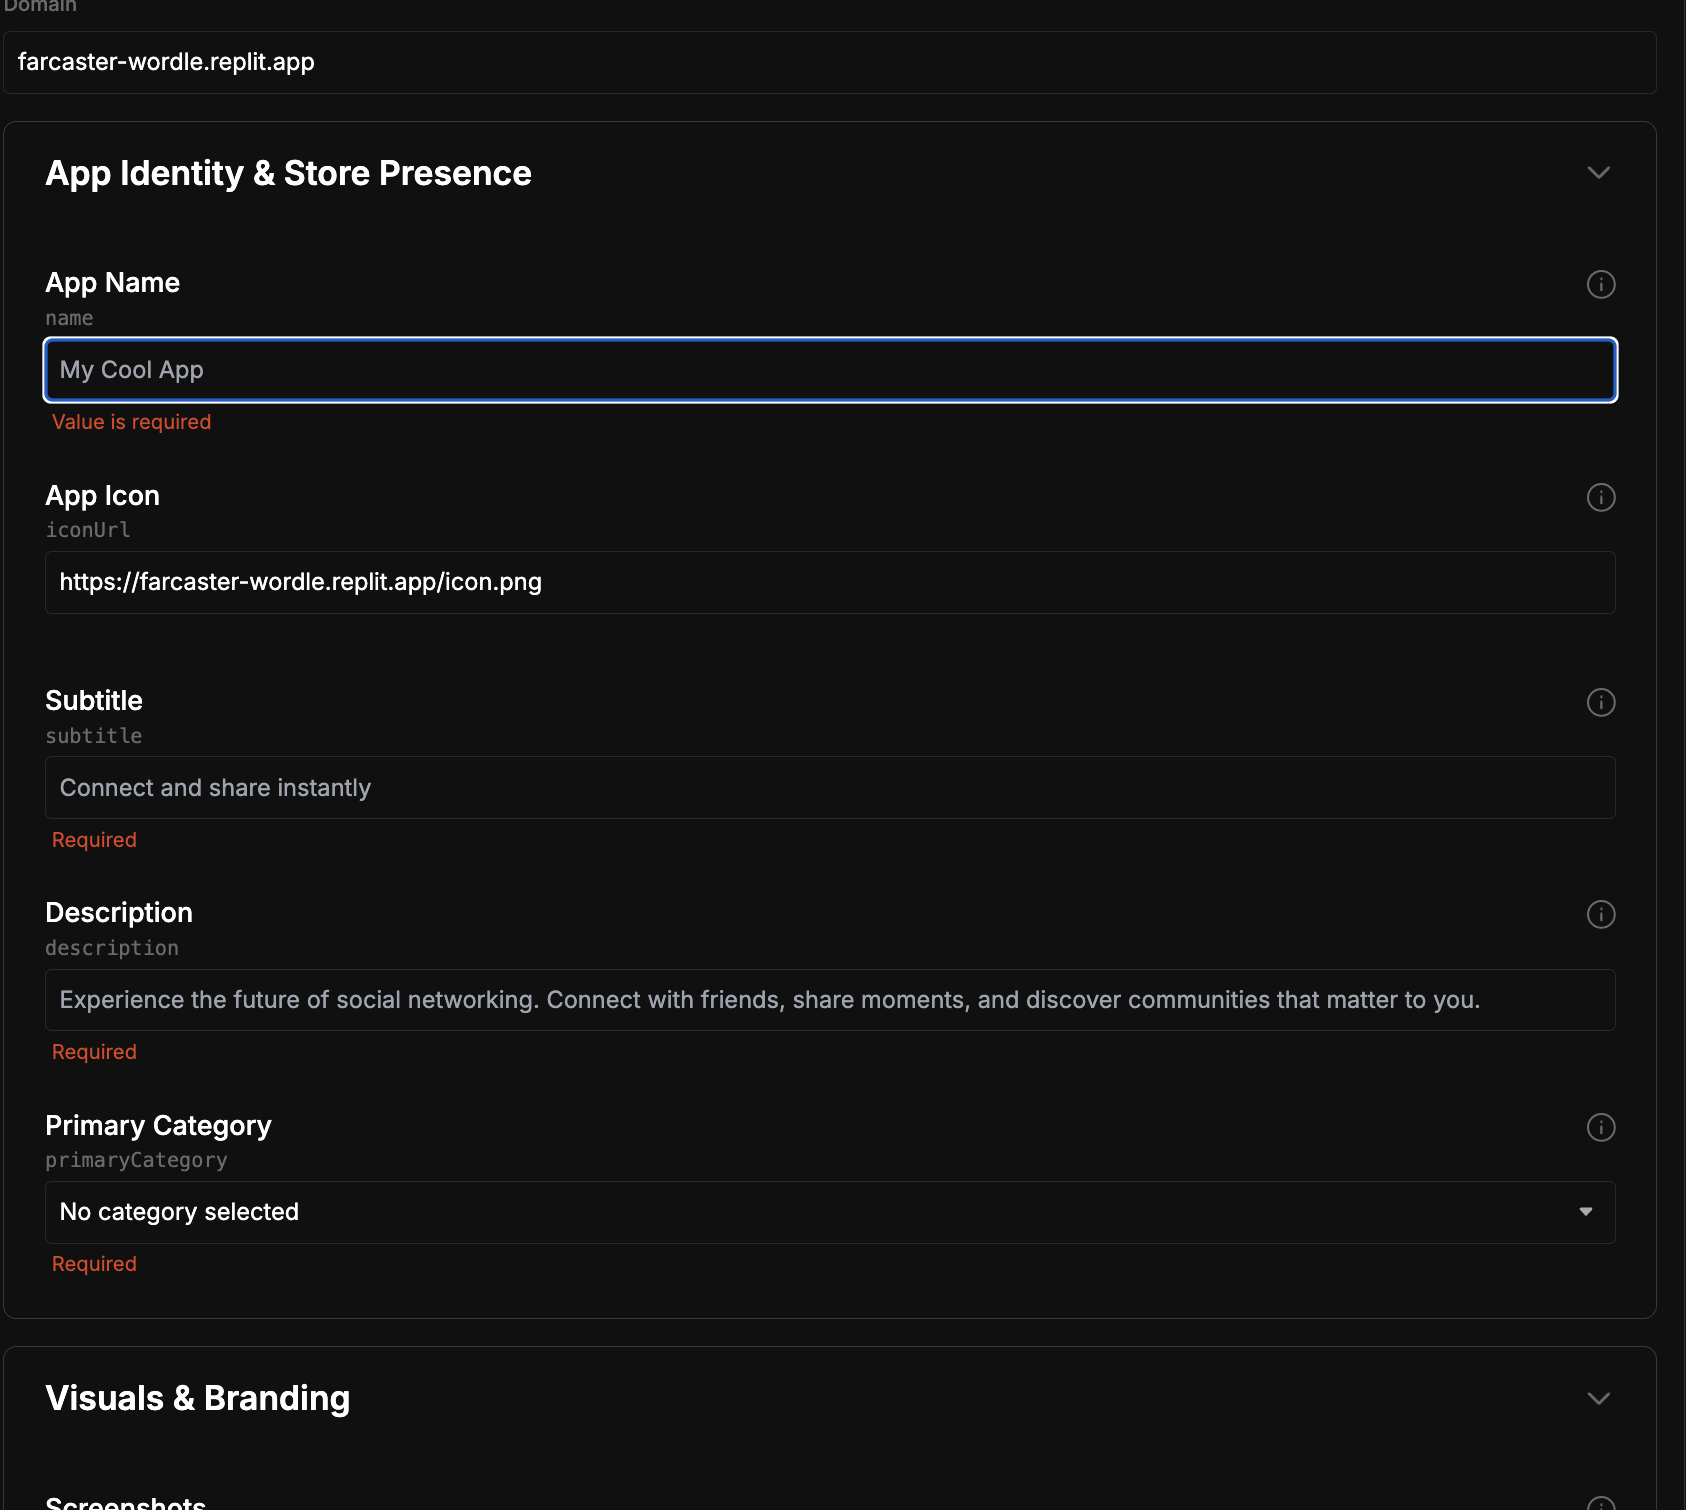 Domain
farcaster-wordle.replit.app
App Identity & Store Presence
App Name
name
My Cool App
Value is required
App Icon
iconUrl
https://farcaster-wordle.replit.app/icon.png
Subtitle
subtitle
Connect and share instantly
Required
Description
description
Experience the future of social networking. Connect with friends, share moments, and discover communities that matter to you.
Required
Primary Category
primaryCategory
No category selected
Required
Visuals & Branding
Screenshots